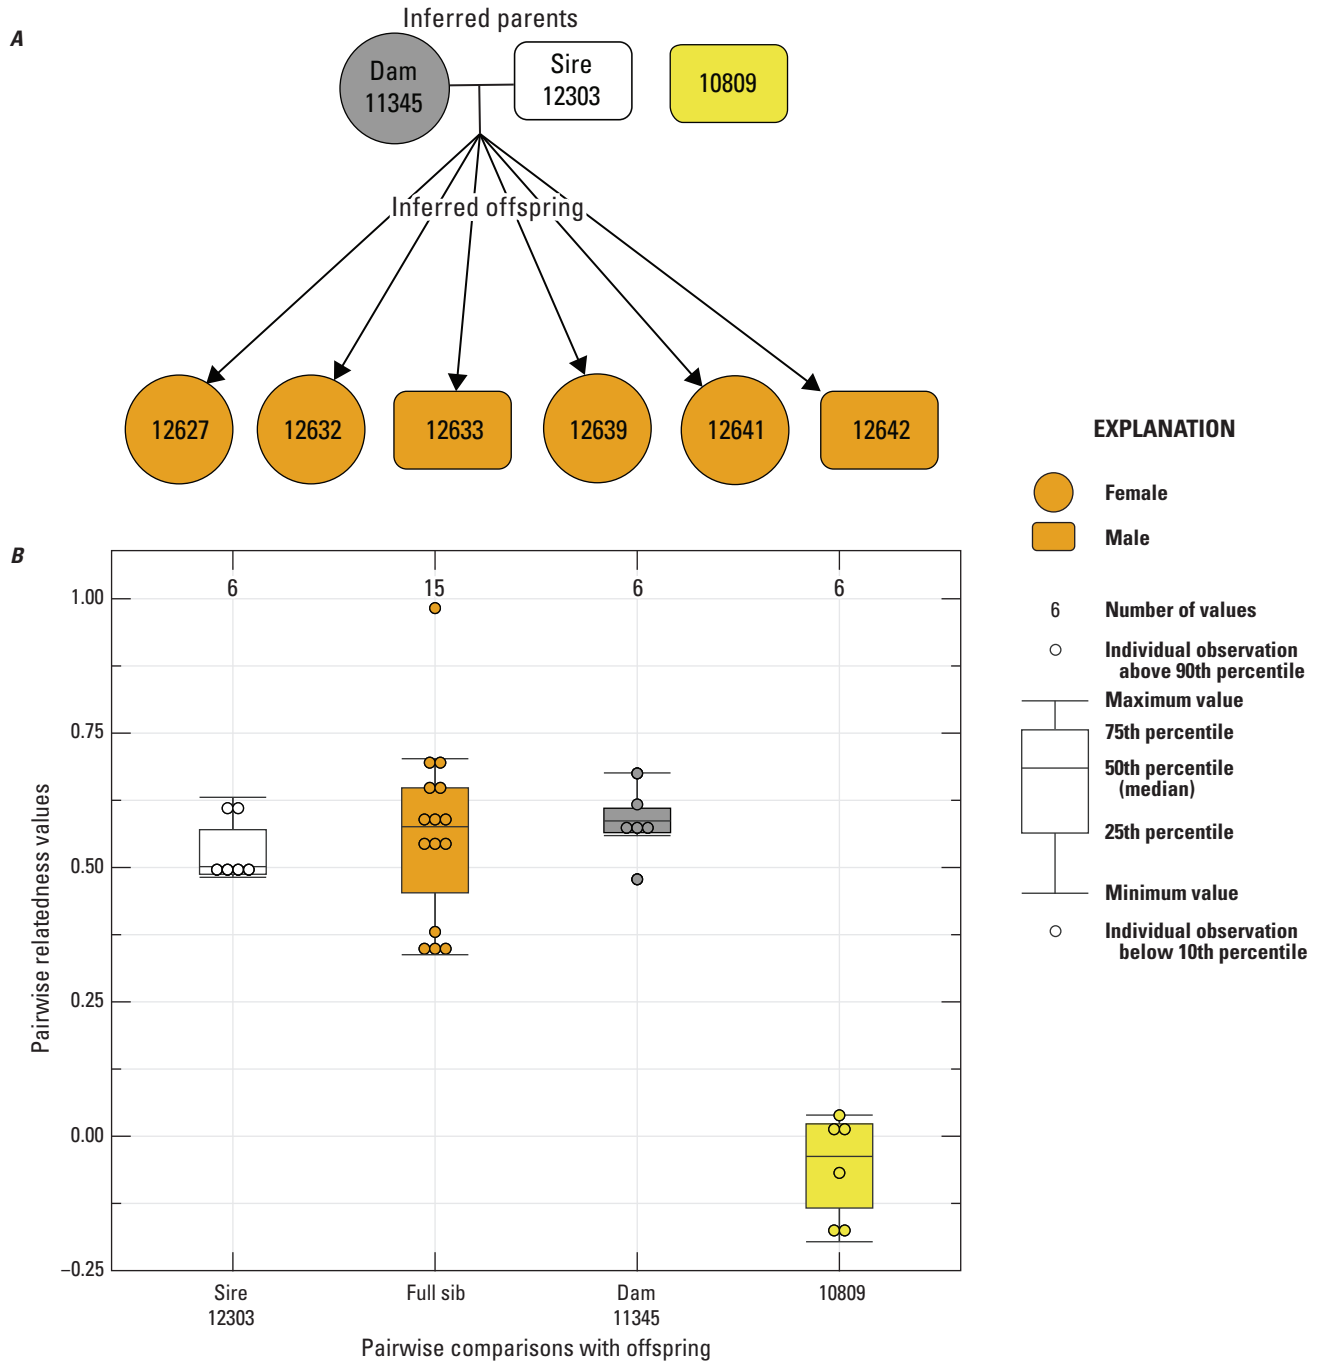 A
Inferred parents
Dam
11345
Sire
12303
10809
Inferred offspring
12627
12632
12633
12639
12641
12642
EXPLANATION
Female
Male
6 Number of values
Individual observation
above 90th percentile
Maximum value
75th percentile
50th percentile
(median)
25th percentile
Minimum value
Individual observation
below 10th percentile
B
6
15
6
6
1.00
0.75
0.50
0.25
0.00
−0.25
Pairwise relatedness values
Sire
12303
Full sib
Dam
11345
10809
Pairwise comparisons with offspring